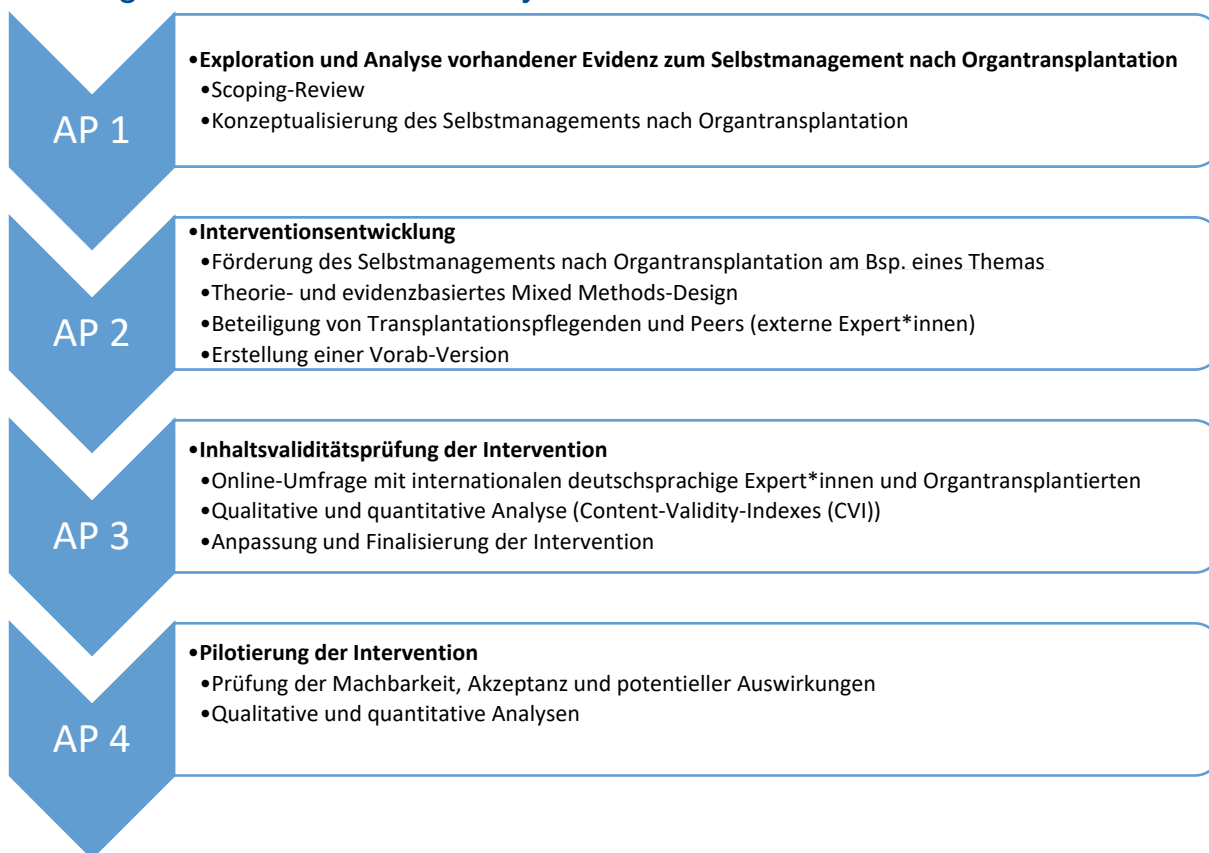 AP 1
•Exploration und Analyse vorhandener Evidenz zum Selbstmanagement nach Organtransplantation
•Scoping-Review
•Konzeptualisierung des Selbstmanagements nach Organtransplantation
AP 2
•Interventionsentwicklung
•Förderung des Selbstmanagements nach Organtransplantation am Bsp. eines Themas
•Theorie- und evidenzbasiertes Mixed Methods-Design
•Beteiligung von Transplantationspflegenden und Peers (externe Expert*innen)
•Erstellung einer Vorab-Version
AP 3
•Inhaltsvaliditätsprüfung der Intervention
•Online-Umfrage mit internationalen deutschsprachige Expert*innen und Organtransplantierten
•Qualitative und quantitative Analyse (Content-Validity-Indexes (CVI))
•Anpassung und Finalisierung der Intervention
AP 4
•Pilotierung der Intervention
•Prüfung der Machbarkeit, Akzeptanz und potentieller Auswirkungen
•Qualitative und quantitative Analysen